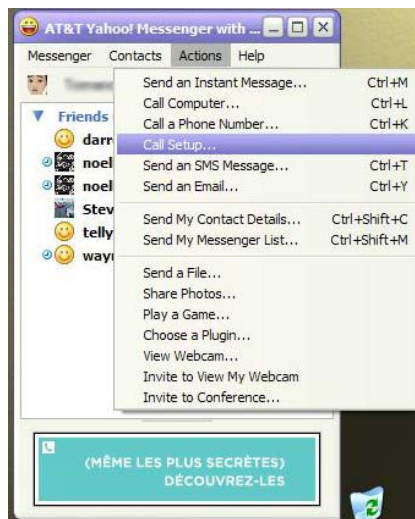 AT&T Yahoo! Messenger with ...
Messenger Contacts Actions Help
Send an Instant Message... Ctrl+M
Call Computer... Ctrl+L
Call a Phone Number... Ctrl+K
Call Setup...
Send an SMS Message... Ctrl+T
Send an Email... Ctrl+Y
Send My Contact Details... Ctrl+Shift+C
Send My Messenger List... Ctrl+Shift+M
Send a File...
Share Photos...
Play a Game...
Choose a Plugin...
View Webcam...
Invite to View My Webcam
Invite to Conference...
Friends
darr
noel
noel
Stev
telly
wayn
(MÊME LES PLUS SECRÈTES)
DÉCOUVREZ-LES